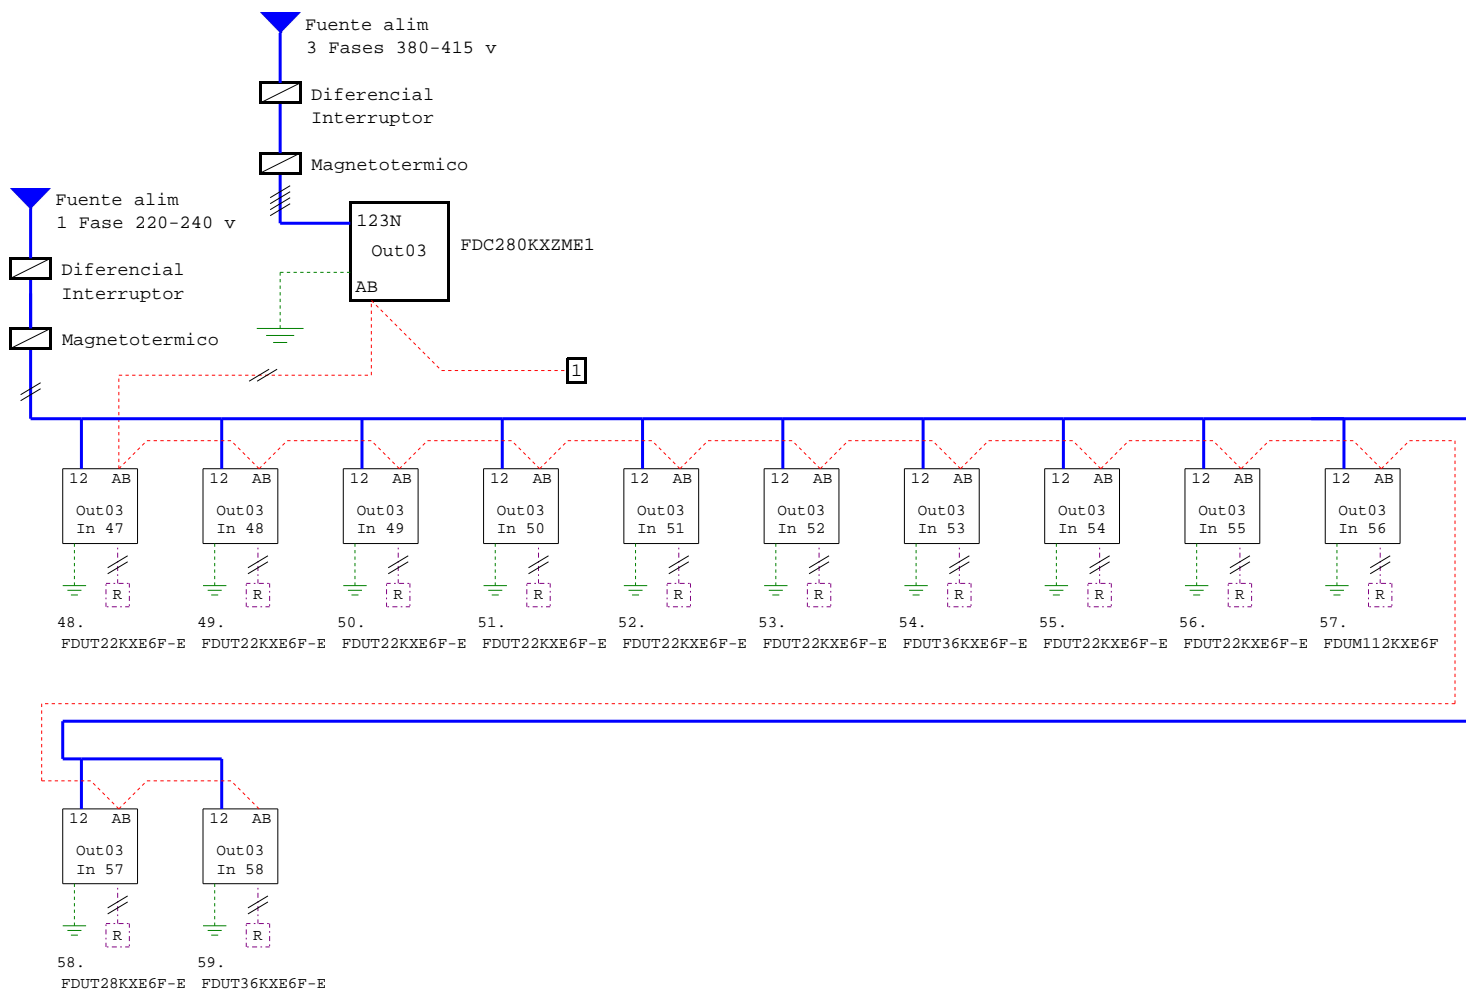 Fuente alim
3 Fases 380-415 v
Diferencial
Interruptor
Magnetotermico
Fuente alim
1 Fase 220-240 v
Diferencial
Interruptor
Magnetotermico
123N
Out03
AB
FDC280KXZME1
1
12 AB
Out03
In 47
R
48.
FDUT22KXE6F-E
12 AB
Out03
In 48
R
49.
FDUT22KXE6F-E
12 AB
Out03
In 49
R
50.
FDUT22KXE6F-E
12 AB
Out03
In 50
R
51.
FDUT22KXE6F-E
12 AB
Out03
In 51
R
52.
FDUT22KXE6F-E
12 AB
Out03
In 52
R
53.
FDUT22KXE6F-E
12 AB
Out03
In 53
R
54.
FDUT36KXE6F-E
12 AB
Out03
In 54
R
55.
FDUT22KXE6F-E
12 AB
Out03
In 55
R
56.
FDUT22KXE6F-E
12 AB
Out03
In 56
R
57.
FDUM112KXE6F
12 AB
Out03
In 57
R
58.
FDUT28KXE6F-E
12 AB
Out03
In 58
R
59.
FDUT36KXE6F-E